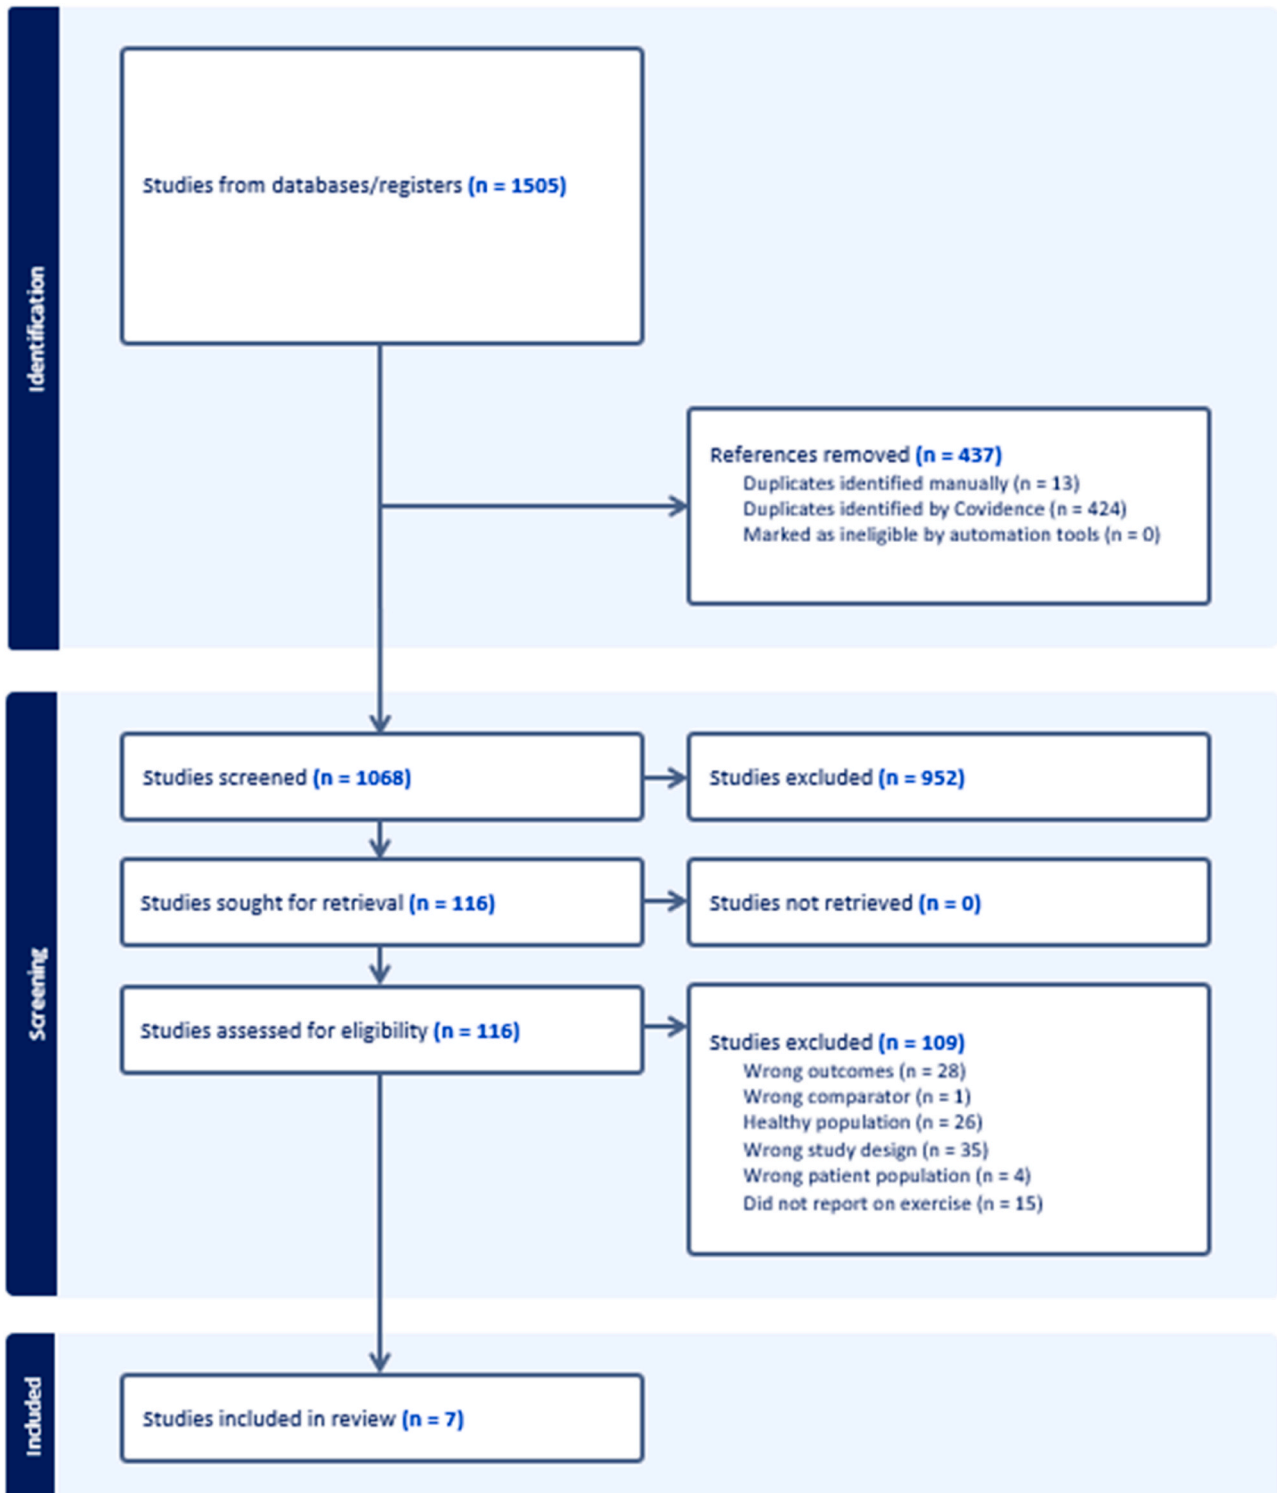 Identification
Studies from databases/registers (n = 1505)
References removed (n = 437)
Duplicates identified manually (n = 13)
Duplicates identified by Covidence (n = 424)
Marked as ineligible by automation tools (n = 0)
Screening
Studies screened (n = 1068)
Studies excluded (n = 952)
Studies sought for retrieval (n = 116)
Studies not retrieved (n = 0)
Studies assessed for eligibility (n = 116)
Studies excluded (n = 109)
Wrong outcomes (n = 28)
Wrong comparator (n = 1)
Healthy population (n = 26)
Wrong study design (n = 35)
Wrong patient population (n = 4)
Did not report on exercise (n = 15)
Included
Studies included in review (n = 7)